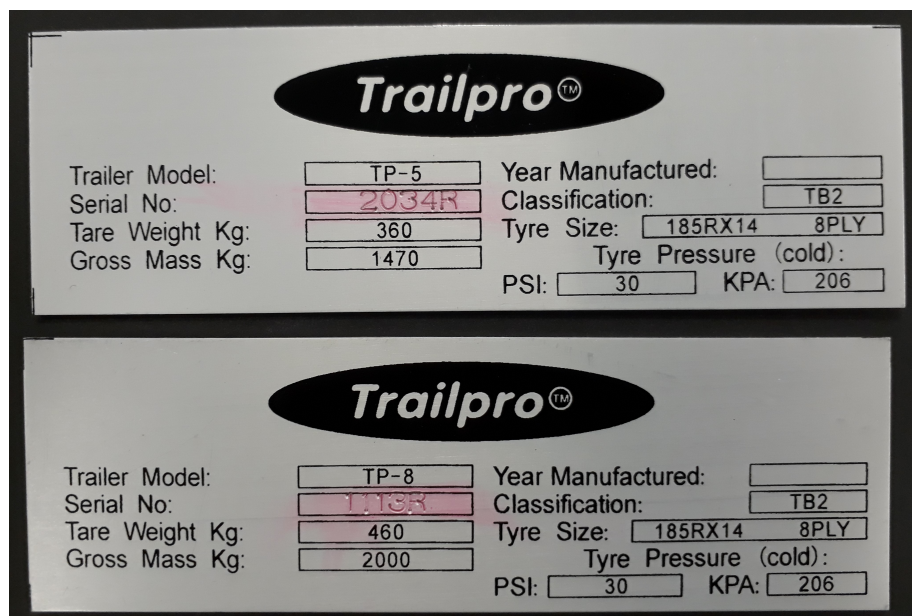 Trailpro™
Trailer Model: TP-5 Year Manufactured:
Serial No: 2034R Classification: TB2
Tare Weight Kg: 360 Tyre Size: 185RX14 8PLY
Gross Mass Kg: 1470 Tyre Pressure (cold):
PSI: 30 KPA: 206
Trailpro™
Trailer Model: TP-8 Year Manufactured:
Serial No: 1113R Classification: TB2
Tare Weight Kg: 460 Tyre Size: 185RX14 8PLY
Gross Mass Kg: 2000 Tyre Pressure (cold):
PSI: 30 KPA: 206